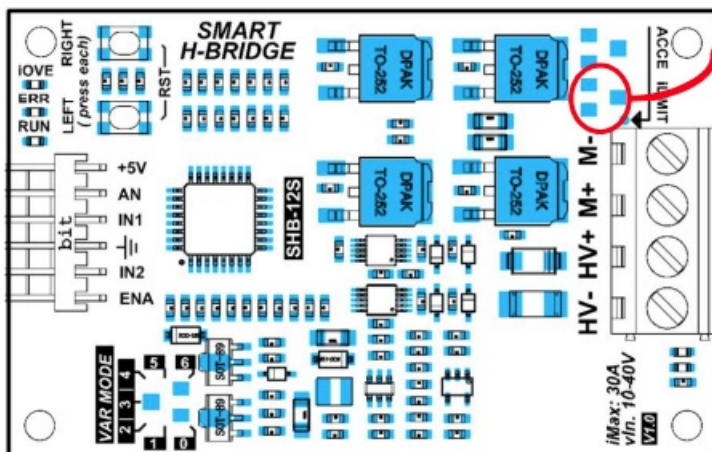 SMART
H-BRIDGE
RIGHT
LEFT
( press each)
RST
iOVE
ERR
RUN
+5V
AN
IN1
IN2
ENA
bit
SHB-12S
DPAK
TO-252
DPAK
TO-252
DPAK
TO-252
DPAK
TO-252
ACCE
iLIMIT
M-
M+
HV+
HV-
VAR MODE
2 3 4
5 6
1 0
SOT-89
SOT-89
iMax: 30A
vIn. 10-40V
V1.0